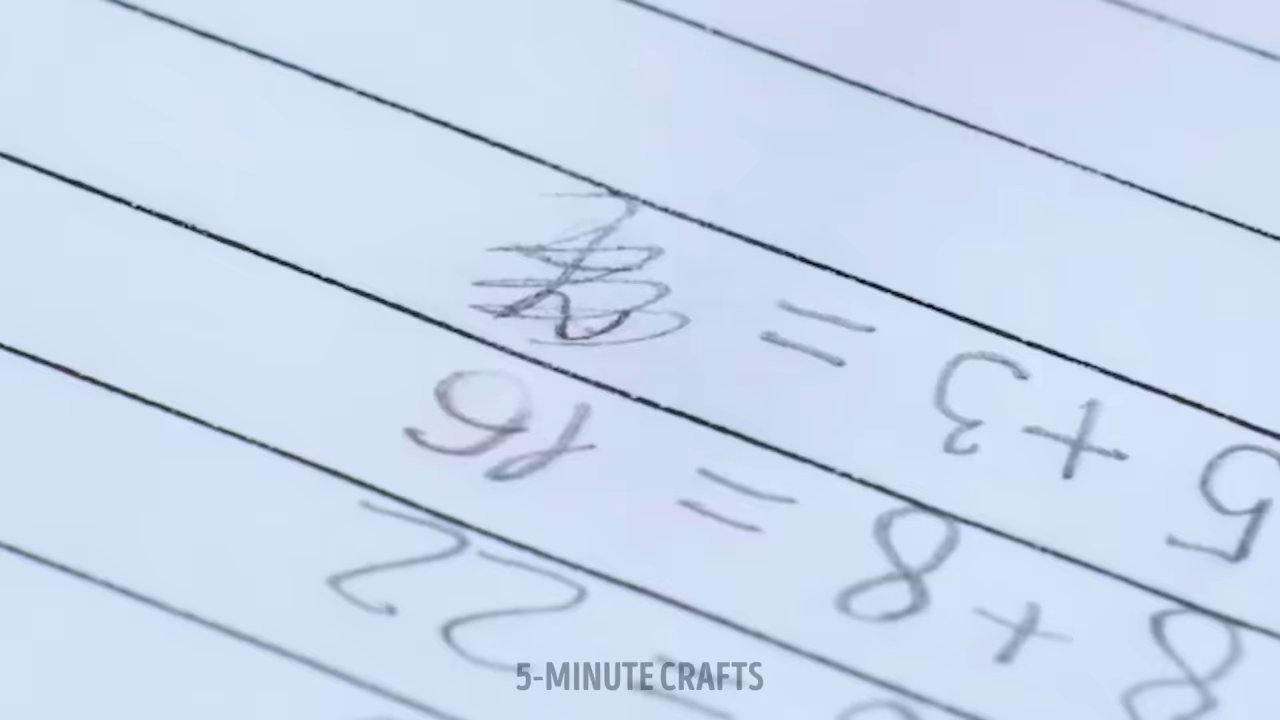 = 22
8 + 8 = 16
5 + 3 =
5-MINUTE CRAFTS